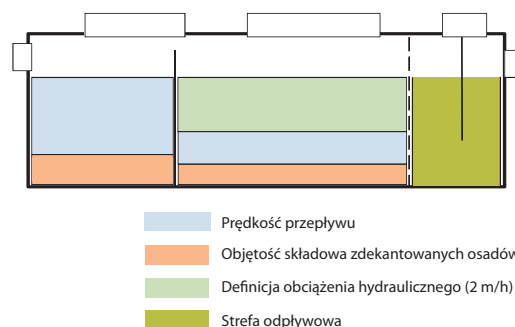 Prędkość przepływu
Objętość składowa zdekantowanych osadów
Definicja obciążenia hydraulicznego (2 m/h)
Strefa odpływowa